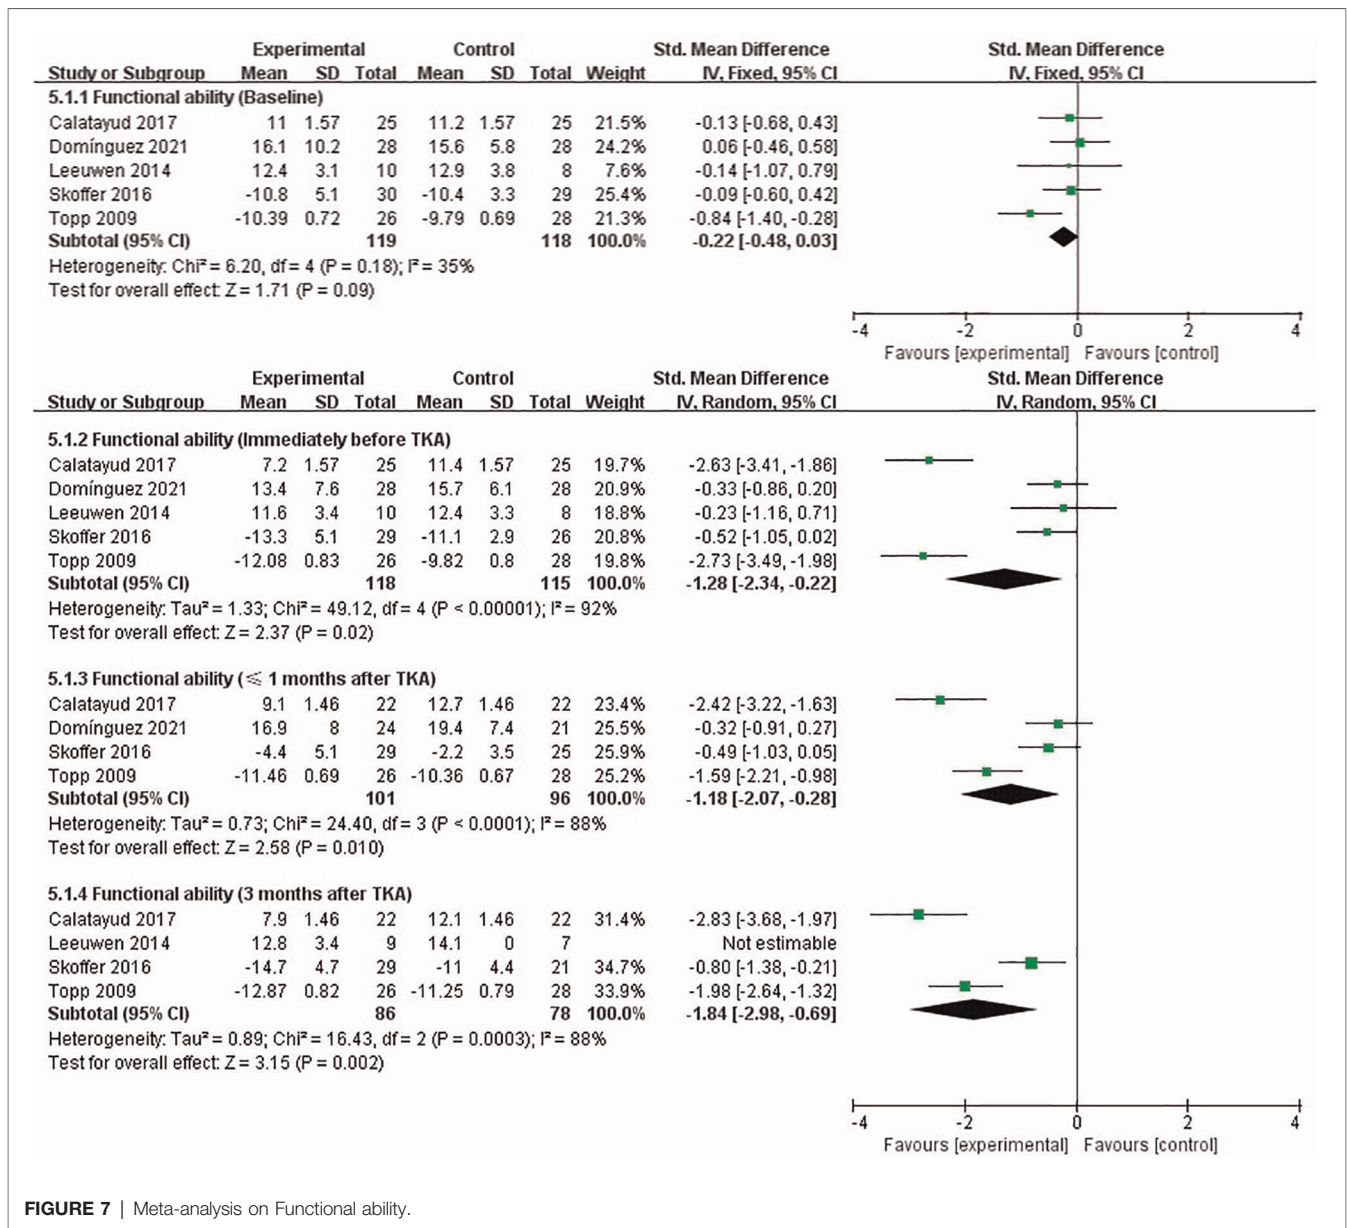 Experimental Control Std. Mean Difference Std. Mean Difference
Study or Subgroup Mean SD Total Mean SD Total Weight IV, Fixed, 95% CI IV, Fixed, 95% CI
5.1.1 Functional ability (Baseline)
Calatayud 2017 11 1.57 25 11.2 1.57 25 21.5% -0.13 [-0.68, 0.43]
Domínguez 2021 16.1 10.2 28 15.6 5.8 28 24.2% 0.06 [-0.46, 0.58]
Leeuwen 2014 12.4 3.1 10 12.9 3.8 8 7.6% -0.14 [-1.07, 0.79]
Skoffer 2016 -10.8 5.1 30 -10.4 3.3 29 25.4% -0.09 [-0.60, 0.42]
Topp 2009 -10.39 0.72 26 -9.79 0.69 28 21.3% -0.84 [-1.40, -0.28]
Subtotal (95% CI) 119 118 100.0% -0.22 [-0.48, 0.03]
Heterogeneity: Chi² = 6.20, df = 4 (P = 0.18); I² = 35%
Test for overall effect: Z = 1.71 (P = 0.09)
-4 -2 0 2 4
Favours [experimental] Favours [control]
Experimental Control Std. Mean Difference Std. Mean Difference
Study or Subgroup Mean SD Total Mean SD Total Weight IV, Random, 95% CI IV, Random, 95% CI
5.1.2 Functional ability (Immediately before TKA)
Calatayud 2017 7.2 1.57 25 11.4 1.57 25 19.7% -2.63 [-3.41, -1.86]
Domínguez 2021 13.4 7.6 28 15.7 6.1 28 20.9% -0.33 [-0.86, 0.20]
Leeuwen 2014 11.6 3.4 10 12.4 3.3 8 18.8% -0.23 [-1.16, 0.71]
Skoffer 2016 -13.3 5.1 29 -11.1 2.9 26 20.8% -0.52 [-1.05, 0.02]
Topp 2009 -12.08 0.83 26 -9.82 0.8 28 19.8% -2.73 [-3.49, -1.98]
Subtotal (95% CI) 118 115 100.0% -1.28 [-2.34, -0.22]
Heterogeneity: Tau² = 1.33; Chi² = 49.12, df = 4 (P < 0.00001); I² = 92%
Test for overall effect: Z = 2.37 (P = 0.02)
5.1.3 Functional ability (≤ 1 months after TKA)
Calatayud 2017 9.1 1.46 22 12.7 1.46 22 23.4% -2.42 [-3.22, -1.63]
Domínguez 2021 16.9 8 24 19.4 7.4 21 25.5% -0.32 [-0.91, 0.27]
Skoffer 2016 -4.4 5.1 29 -2.2 3.5 25 25.9% -0.49 [-1.03, 0.05]
Topp 2009 -11.46 0.69 26 -10.36 0.67 28 25.2% -1.59 [-2.21, -0.98]
Subtotal (95% CI) 101 96 100.0% -1.18 [-2.07, -0.28]
Heterogeneity: Tau² = 0.73; Chi² = 24.40, df = 3 (P < 0.0001); I² = 88%
Test for overall effect: Z = 2.58 (P = 0.010)
5.1.4 Functional ability (3 months after TKA)
Calatayud 2017 7.9 1.46 22 12.1 1.46 22 31.4% -2.83 [-3.68, -1.97]
Leeuwen 2014 12.8 3.4 9 14.1 0 7 Not estimable
Skoffer 2016 -14.7 4.7 29 -11 4.4 21 34.7% -0.80 [-1.38, -0.21]
Topp 2009 -12.87 0.82 26 -11.25 0.79 28 33.9% -1.98 [-2.64, -1.32]
Subtotal (95% CI) 86 78 100.0% -1.84 [-2.98, -0.69]
Heterogeneity: Tau² = 0.89; Chi² = 16.43, df = 2 (P = 0.0003); I² = 88%
Test for overall effect: Z = 3.15 (P = 0.002)
-4 -2 0 2 4
Favours [experimental] Favours [control]
FIGURE 7 | Meta-analysis on Functional ability.